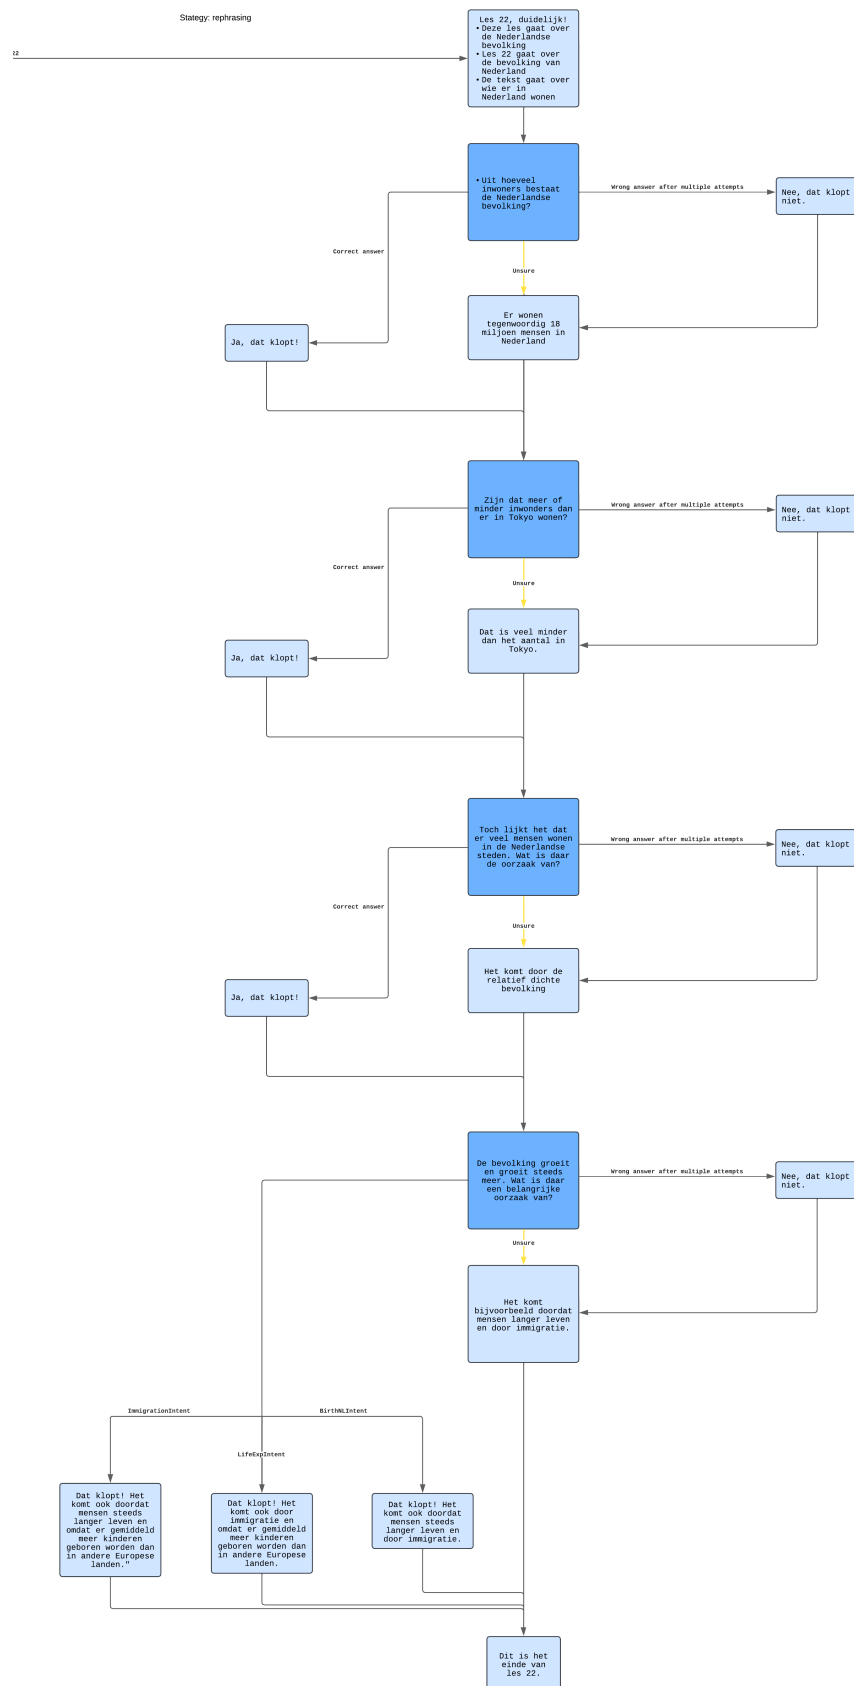 Stategy: rephrasing
22
Les 22, duidelijk!
• Deze les gaat over
de Nederlandse
bevolking
• Les 22 gaat over
de bevolking van
Nederland
• De tekst gaat over
wie er in
Nederland wonen
• Uit hoeveel
inwoners bestaat
de Nederlandse
bevolking?
Wrong answer after multiple attempts
Nee, dat klopt
niet.
Correct answer
Unsure
Er wonen
tegenwoordig 18
miljoen mensen in
Nederland
Ja, dat klopt!
Zijn dat meer of
minder inwonders dan
er in Tokyo wonen?
Wrong answer after multiple attempts
Nee, dat klopt
niet.
Correct answer
Unsure
Dat is veel minder
dan het aantal in
Tokyo.
Ja, dat klopt!
Toch lijkt het dat
er veel mensen wonen
in de Nederlandse
steden. Wat is daar
de oorzaak van?
Wrong answer after multiple attempts
Nee, dat klopt
niet.
Correct answer
Unsure
Het komt door de
relatief dichte
bevolking
Ja, dat klopt!
De bevolking groeit
en groeit steeds
meer. Wat is daar
een belangrijke
oorzaak van?
Wrong answer after multiple attempts
Nee, dat klopt
niet.
Unsure
Het komt
bijvoorbeeld doordat
mensen langer leven
en door immigratie.
ImmigrationIntent
BirthNLIntent
LifeExpIntent
Dat klopt! Het
komt ook doordat
mensen steeds
langer leven en
omdat er gemiddeld
meer kinderen
geboren worden dan
in andere Europese
landen."
Dat klopt! Het
komt ook door
immigratie en
omdat er gemiddeld
meer kinderen
geboren worden dan
in andere Europese
landen.
Dat klopt! Het
komt ook doordat
mensen steeds
langer leven en
door immigratie.
Dit is het
einde van
les 22.